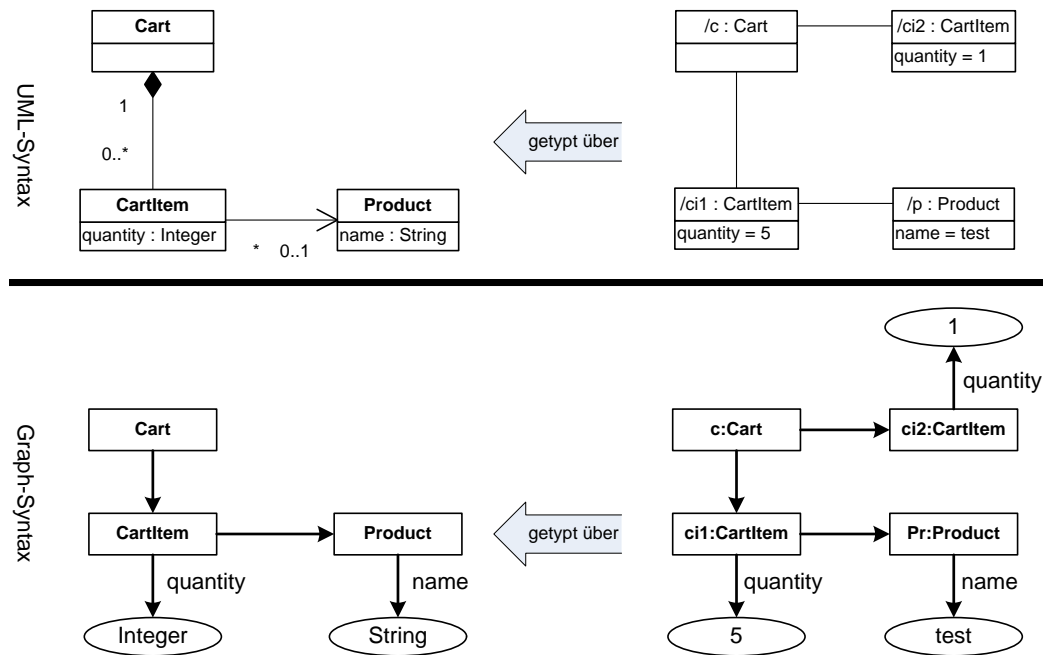 UML-Syntax
Cart
1
0..*
CartItem
quantity : Integer
* 0..1
Product
name : String
getypt über
/c : Cart
/ci2 : CartItem
quantity = 1
/ci1 : CartItem
quantity = 5
/p : Product
name = test
Graph-Syntax
Cart
CartItem
Product
quantity
name
Integer
String
getypt über
1
quantity
c:Cart
ci2:CartItem
ci1:CartItem
Pr:Product
quantity
name
5
test